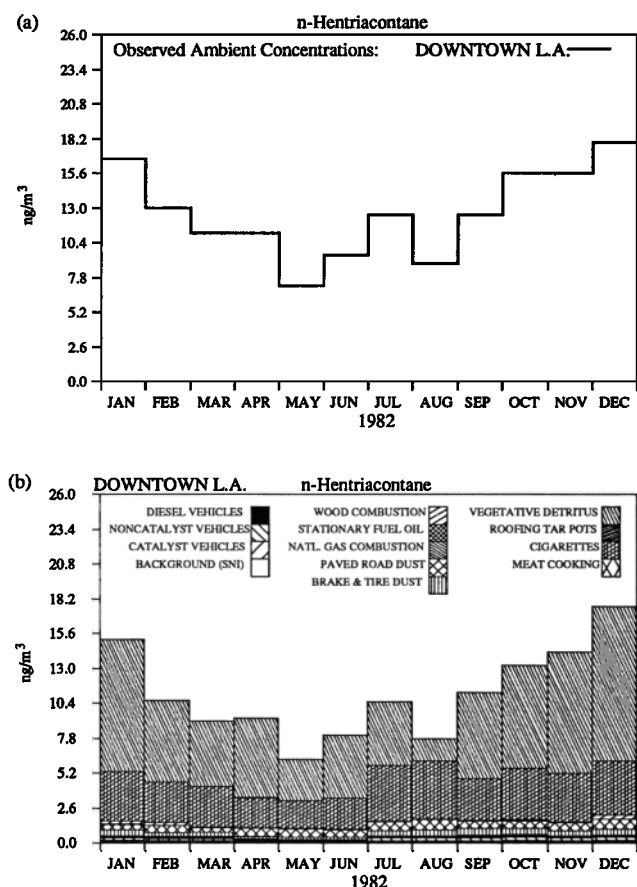 (a)
n-Hentriacontane
26.0
Observed Ambient Concentrations: DOWNTOWN L.A.
23.4
20.8
18.2
15.6
13.0
10.4
7.8
5.2
2.6
0.0
ng/m³
JAN FEB MAR APR MAY JUN JUL AUG SEP OCT NOV DEC
1982
(b) DOWNTOWN L.A. n-Hentriacontane
26.0
DIESEL VEHICLES WOOD COMBUSTION VEGETATIVE DETRITUS
NONCATALYST VEHICLES STATIONARY FUEL OIL ROOFING TAR POTS
23.4
CATALYST VEHICLES NATL. GAS COMBUSTION CIGARETTES
BACKGROUND (SNI) PAVED ROAD DUST MEAT COOKING
20.8
BRAKE & TIRE DUST
18.2
15.6
13.0
10.4
7.8
5.2
2.6
0.0
ng/m³
JAN FEB MAR APR MAY JUN JUL AUG SEP OCT NOV DEC
1982